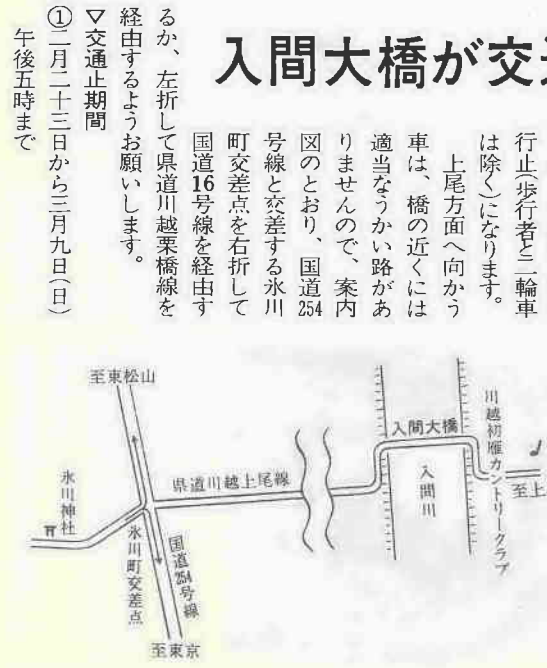 入間大橋が交
行止(歩行者と二輪車
は除く)になります。
上尾方面へ向かう
車は、橋の近くには
適当なうかい路があ
りませんので、案内
図のとおり、国道254
号線と交差する氷川
町交差点を右折して
国道16号線を経由す
るか、左折して県道川越栗橋線を
経由するようお願いします。
▽交通止期間
①二月二十三日から三月九日(日)
午後五時まで
至東松山
氷川神社
氷川町交差点
国道254号線
至東京
県道川越上尾線
入間大橋
入間川
川越初雁カントリークラブ
至上